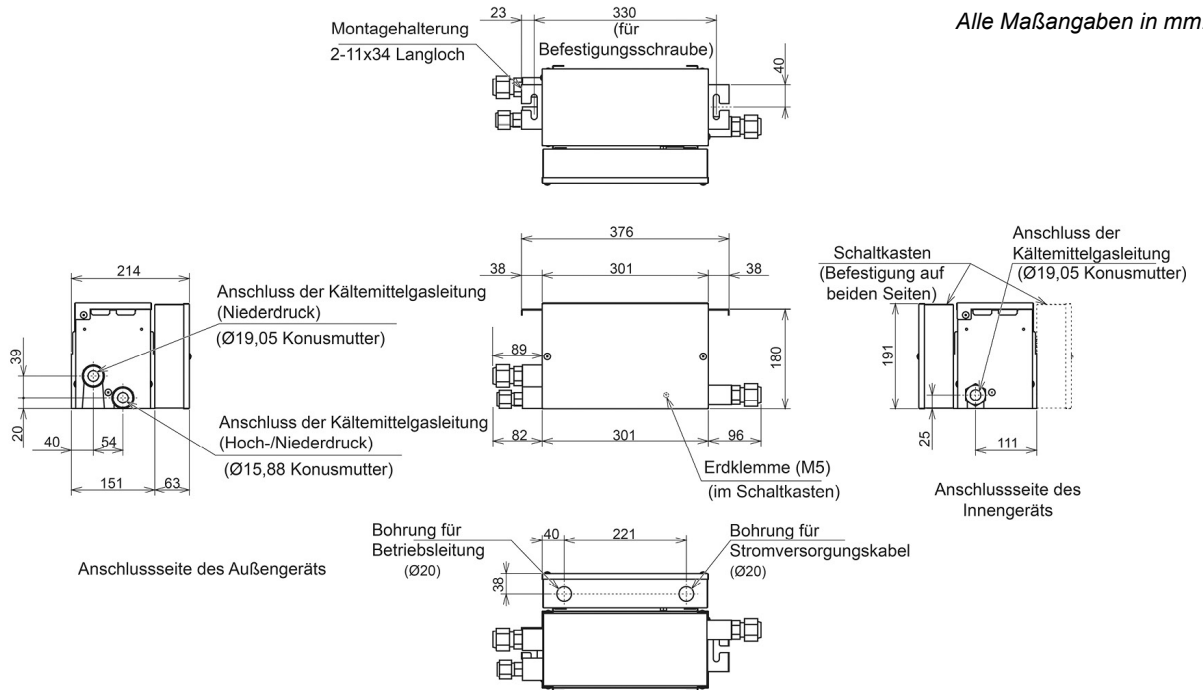 Alle Maßangaben in mm.
23
330
(für
Befestigungsschraube)
Montagehalterung
2-11x34 Langloch
40
376
38
301
38
89
180
82
301
96
Erdklemme (M5)
(im Schaltkasten)
214
Anschluss der Kältemittelgasleitung
(Niederdruck)
(Ø19,05 Konusmutter)
39
20
40
54
151
63
Anschluss der Kältemittelgasleitung
(Hoch-/Niederdruck)
(Ø15,88 Konusmutter)
Anschlussseite des Außengeräts
Schaltkasten
(Befestigung auf
beiden Seiten)
Anschluss der
Kältemittelgasleitung
(Ø19,05 Konusmutter)
191
25
111
Anschlussseite des
Innengeräts
Bohrung für
Betriebsleitung
(Ø20)
40
221
Bohrung für
Stromversorgungskabel
(Ø20)
38